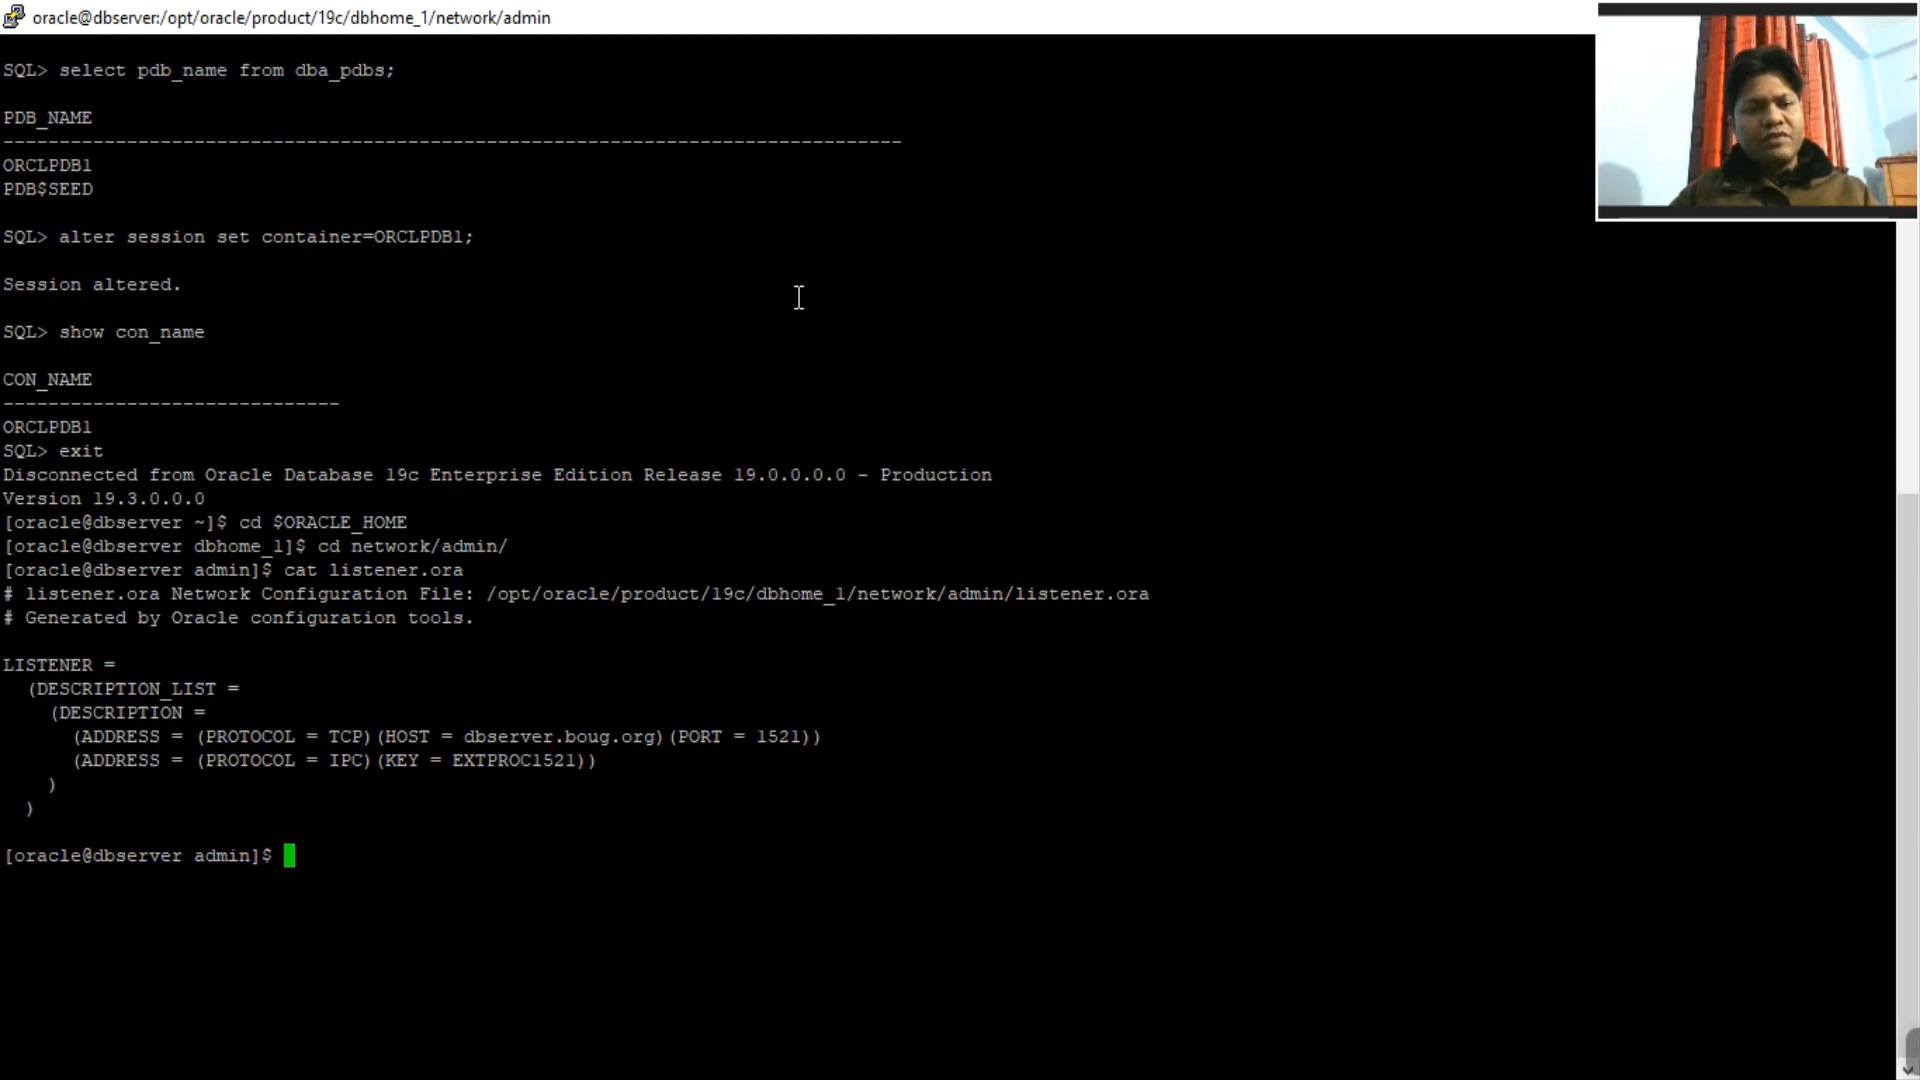 oracle@dbserver:/opt/oracle/product/19c/dbhome_1/network/admin
SQL> select pdb_name from dba_pdbs;
PDB_NAME
--------------------------------------------------------------------------------
ORCLPDB1
PDB$SEED
SQL> alter session set container=ORCLPDB1;
Session altered.
SQL> show con_name
CON_NAME
------------------------------
ORCLPDB1
SQL> exit
Disconnected from Oracle Database 19c Enterprise Edition Release 19.0.0.0.0 - Production
Version 19.3.0.0.0
[oracle@dbserver ~]$ cd $ORACLE_HOME
[oracle@dbserver dbhome_1]$ cd network/admin/
[oracle@dbserver admin]$ cat listener.ora
# listener.ora Network Configuration File: /opt/oracle/product/19c/dbhome_1/network/admin/listener.ora
# Generated by Oracle configuration tools.
LISTENER =
  (DESCRIPTION_LIST =
    (DESCRIPTION =
      (ADDRESS = (PROTOCOL = TCP)(HOST = dbserver.boug.org)(PORT = 1521))
      (ADDRESS = (PROTOCOL = IPC)(KEY = EXTPROC1521))
    )
  )
[oracle@dbserver admin]$